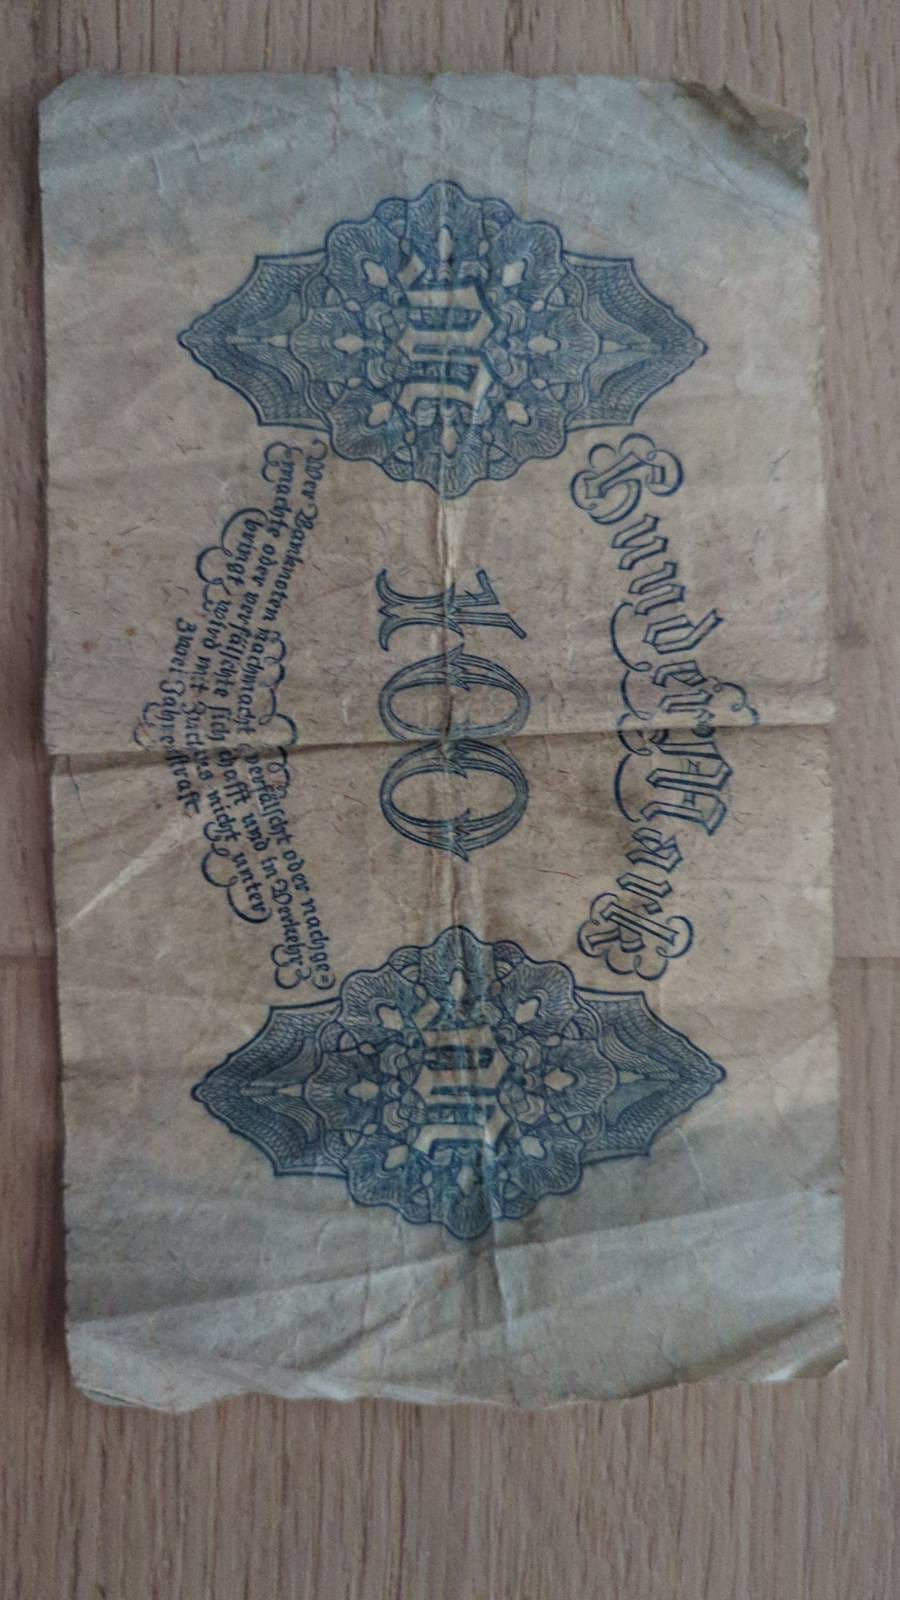 Hundert Mark
M
100
M
Wer Banknoten nachmacht verfälscht oder nachge=
machte oder verfälschte sich verschafft und in Verkehr
bringt, wird mit Zuchthaus nicht unter
Zwei Jahren bestraft.